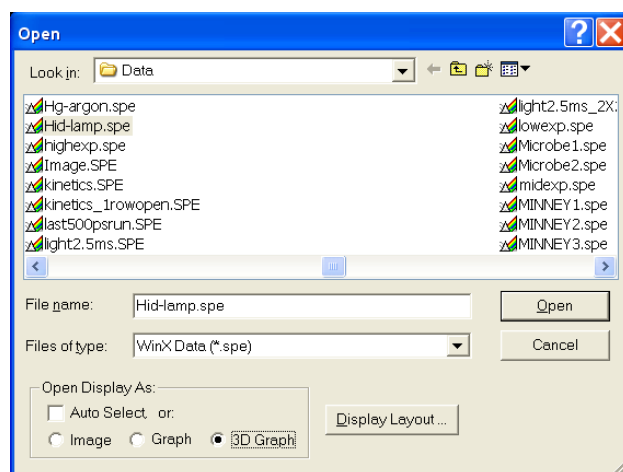 Open
Look in: Data
Hg-argon.spe
Hid-lamp.spe
highexp.spe
Image.SPE
kinetics.SPE
kinetics_1rowopen.SPE
last500psrun.SPE
light2.5ms.SPE
light2.5ms_2X
lowexp.spe
Microbe1.spe
Microbe2.spe
midexp.spe
MINNEY1.spe
MINNEY2.spe
MINNEY3.spe
File name: Hid-lamp.spe Open
Files of type: WinX Data (*.spe) Cancel
Open Display As:
Auto Select, or:
Image Graph 3D Graph
Display Layout ...